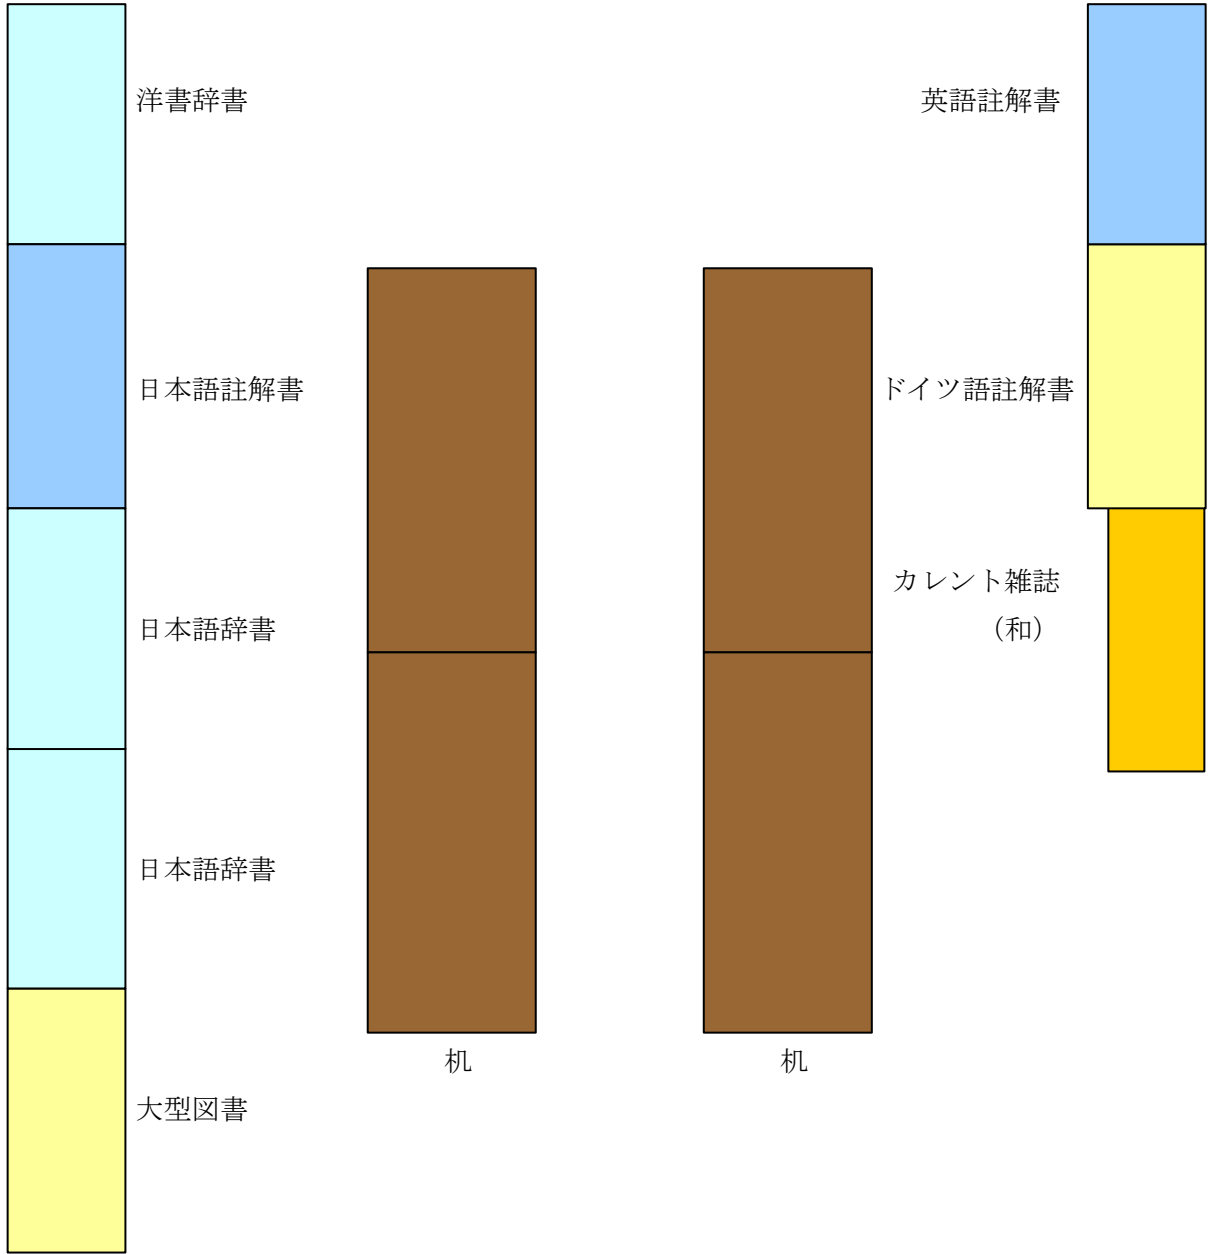 洋書辞書
英語註解書
日本語註解書
ドイツ語註解書
カレント雑誌
（和）
日本語辞書
日本語辞書
机
机
大型図書